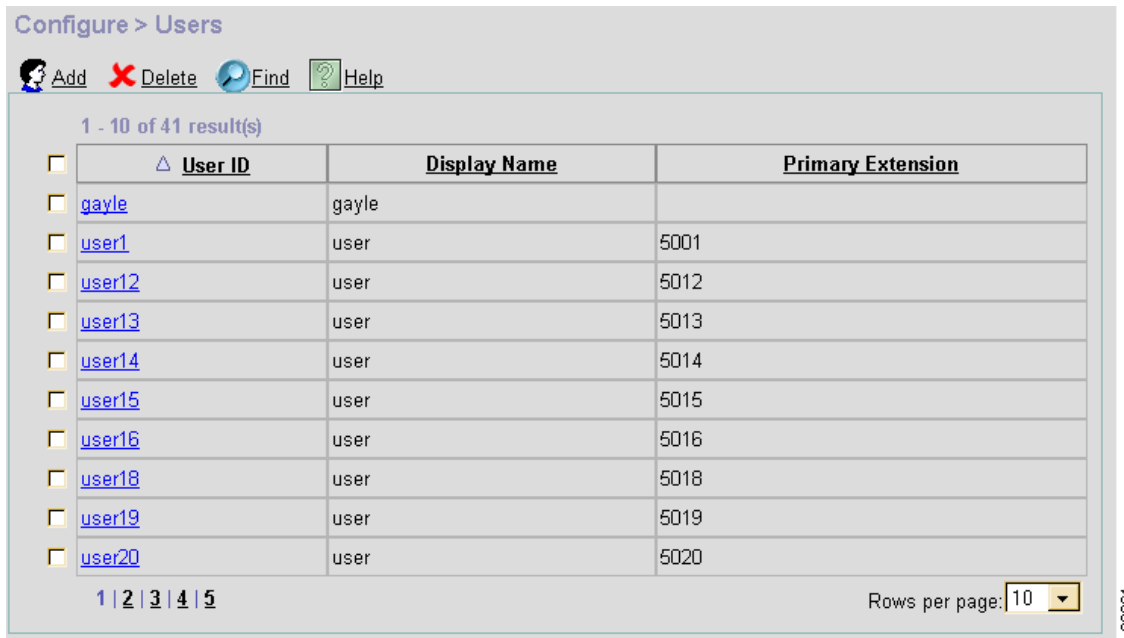 Configure > Users
Add Delete Find Help
1 - 10 of 41 result(s)
User ID Display Name Primary Extension
gayle gayle
user1 user 5001
user12 user 5012
user13 user 5013
user14 user 5014
user15 user 5015
user16 user 5016
user18 user 5018
user19 user 5019
user20 user 5020
1 | 2 | 3 | 4 | 5 Rows per page: 10